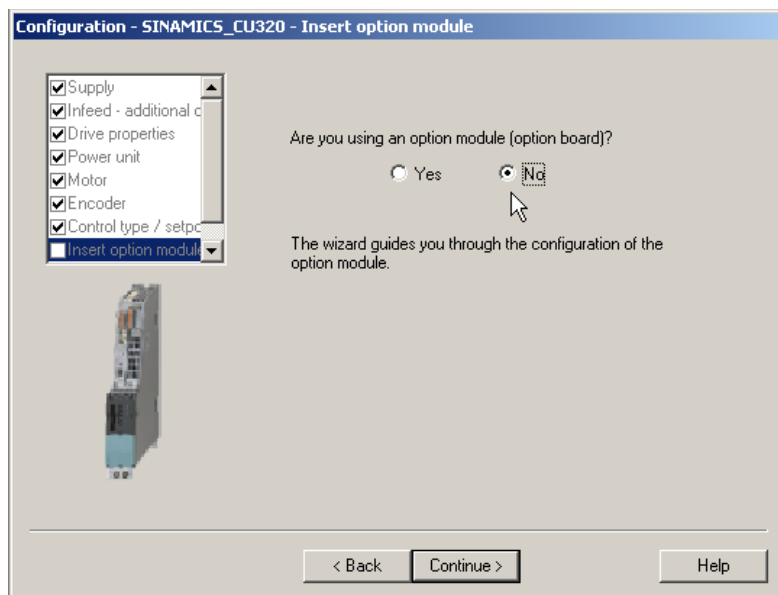 Configuration - SINAMICS_CU320 - Insert option module
Supply
Infeed - additional c
Drive properties
Power unit
Motor
Encoder
Control type / setpo
Insert option module
Are you using an option module (option board)?
Yes
No
The wizard guides you through the configuration of the
option module.
< Back
Continue >
Help